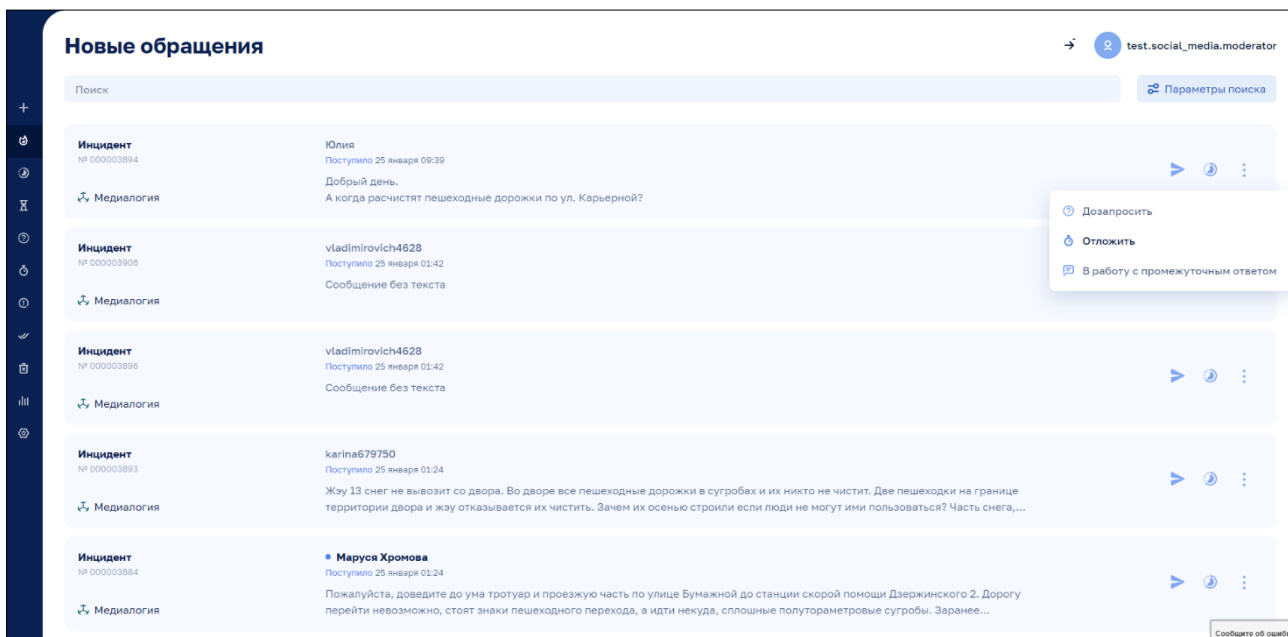 Новые обращения
test.social_media.moderator
Поиск
Параметры поиска
Инцидент
№ 000003894
Медиалогия
Юлия
Поступило 25 января 09:39
Добрый день.
А когда расчистят пешеходные дорожки по ул. Карьерной?
Дозапросить
Отложить
В работу с промежуточным ответом
Инцидент
№ 000003906
Медиалогия
vladimirovich4628
Поступило 25 января 01:42
Сообщение без текста
Инцидент
№ 000003896
Медиалогия
vladimirovich4628
Поступило 25 января 01:42
Сообщение без текста
Инцидент
№ 000003893
Медиалогия
karina679750
Поступило 25 января 01:24
Жэу 13 снег не вывозит со двора. Во дворе все пешеходные дорожки в сугробах и их никто не чистит. Две пешеходки на границе
территории двора и жэу отказывается их чистить. Зачем их осенью строили если люди не могут ими пользоваться? Часть снега,...
Инцидент
№ 000003884
Медиалогия
Маруся Хромова
Поступило 25 января 01:24
Пожалуйста, доведите до ума тротуар и проезжую часть по улице Бумажной до станции скорой помощи Дзержинского 2. Дорогу
перейти невозможно, стоят знаки пешеходного перехода, а идти некуда, сплошные полутораметровые сугробы. Заранее...
Сообщите об ошибк